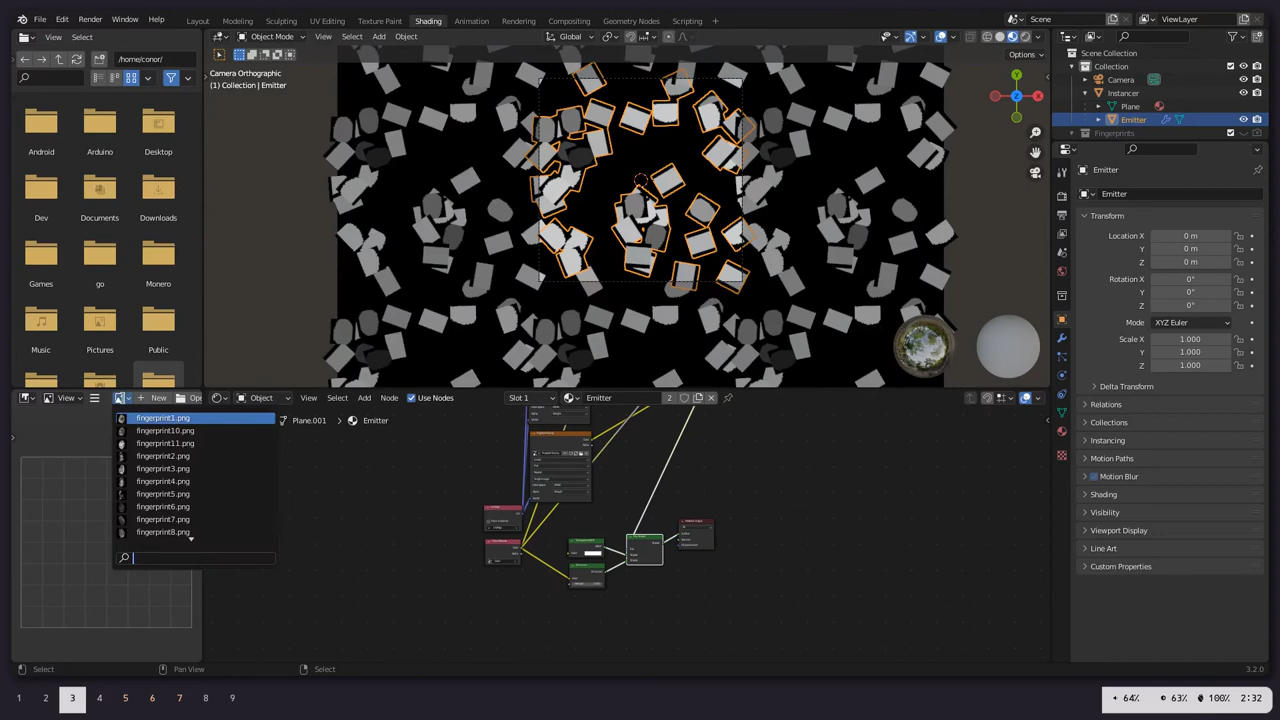 File Edit Render Window Help
Layout Modeling Sculpting UV Editing Texture Paint Shading Animation Rendering Compositing Geometry Nodes Scripting +
Scene
ViewLayer
View Select
Object Mode View Select Add Object
Global
/home/conor/
Options
Camera Orthographic
(1) Collection | Emitter
Android
Arduino
Desktop
Dev
Documents
Downloads
Games
go
Monero
Music
Pictures
Public
Z
X
Y
Scene Collection
Collection
Camera
Instancer
Plane
Emitter
Fingerprints
Emitter
Emitter
Transform
Location X 0 m
Y 0 m
Z 0 m
Rotation X 0°
Y 0°
Z 0°
Mode XYZ Euler
Scale X 1.000
Y 1.000
Z 1.000
Delta Transform
Relations
Collections
Instancing
Motion Paths
Motion Blur
Shading
Visibility
Viewport Display
Line Art
Custom Properties
View New Op
Object View Select Add Node Use Nodes
Slot 1
Emitter 2
Plane.001 Emitter
fingerprint1.png
fingerprint10.png
fingerprint11.png
fingerprint2.png
fingerprint3.png
fingerprint4.png
fingerprint5.png
fingerprint6.png
fingerprint7.png
fingerprint8.png
Select
Pan View
Select
3.2.0
1 2 3 4 5 6 7 8 9
64% 63% 100% 2:32